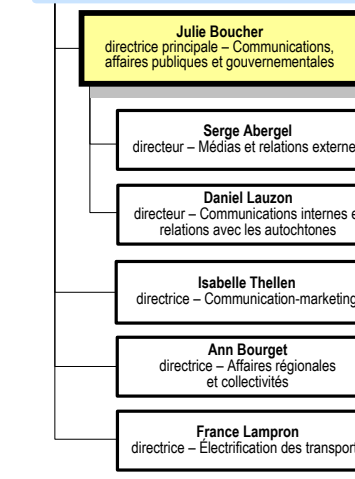 Julie Boucher
directrice principale – Communications,
affaires publiques et gouvernementales
Serge Abergel
directeur – Médias et relations externe
Daniel Lauzon
directeur – Communications internes e
relations avec les autochtones
Isabelle Thellen
directrice – Communication-marketing
Ann Bourget
directrice – Affaires régionales
et collectivités
France Lampron
directrice – Électrification des transport